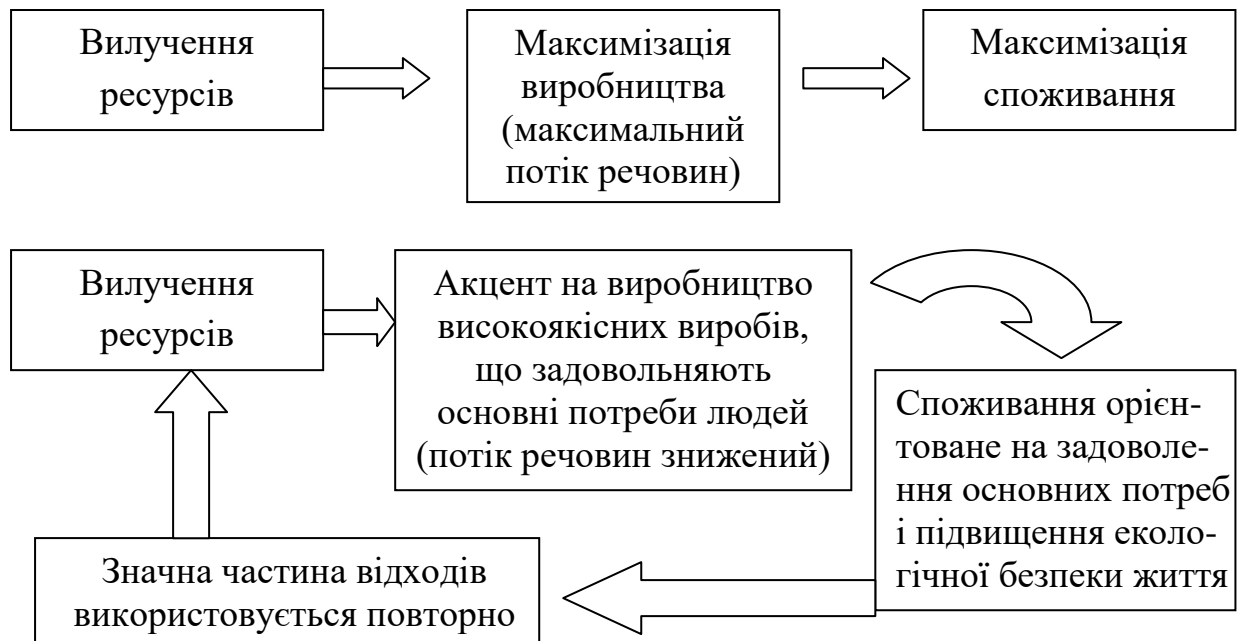 Вилучення
ресурсів
Максимізація
виробництва
(максимальний
потік речовин)
Максимізація
споживання
Вилучення
ресурсів
Акцент на виробництво
високоякісних виробів,
що задовольняють
основні потреби людей
(потік речовин знижений)
Споживання орієн-
товане на задоволе-
ння основних потреб
і підвищення еколо-
гічної безпеки життя
Значна частина відходів
використовується повторно